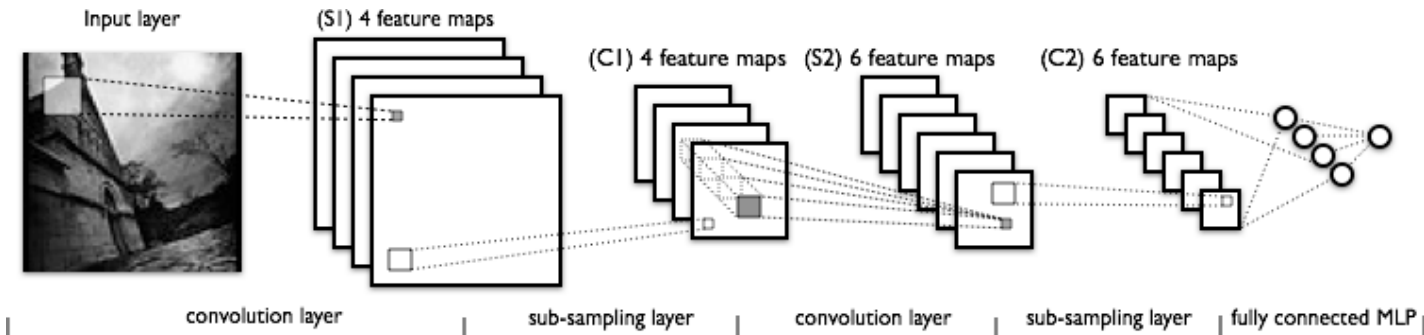 Input layer
(S1) 4 feature maps
(C1) 4 feature maps
(S2) 6 feature maps
(C2) 6 feature maps
convolution layer
sub-sampling layer
convolution layer
sub-sampling layer
fully connected MLP